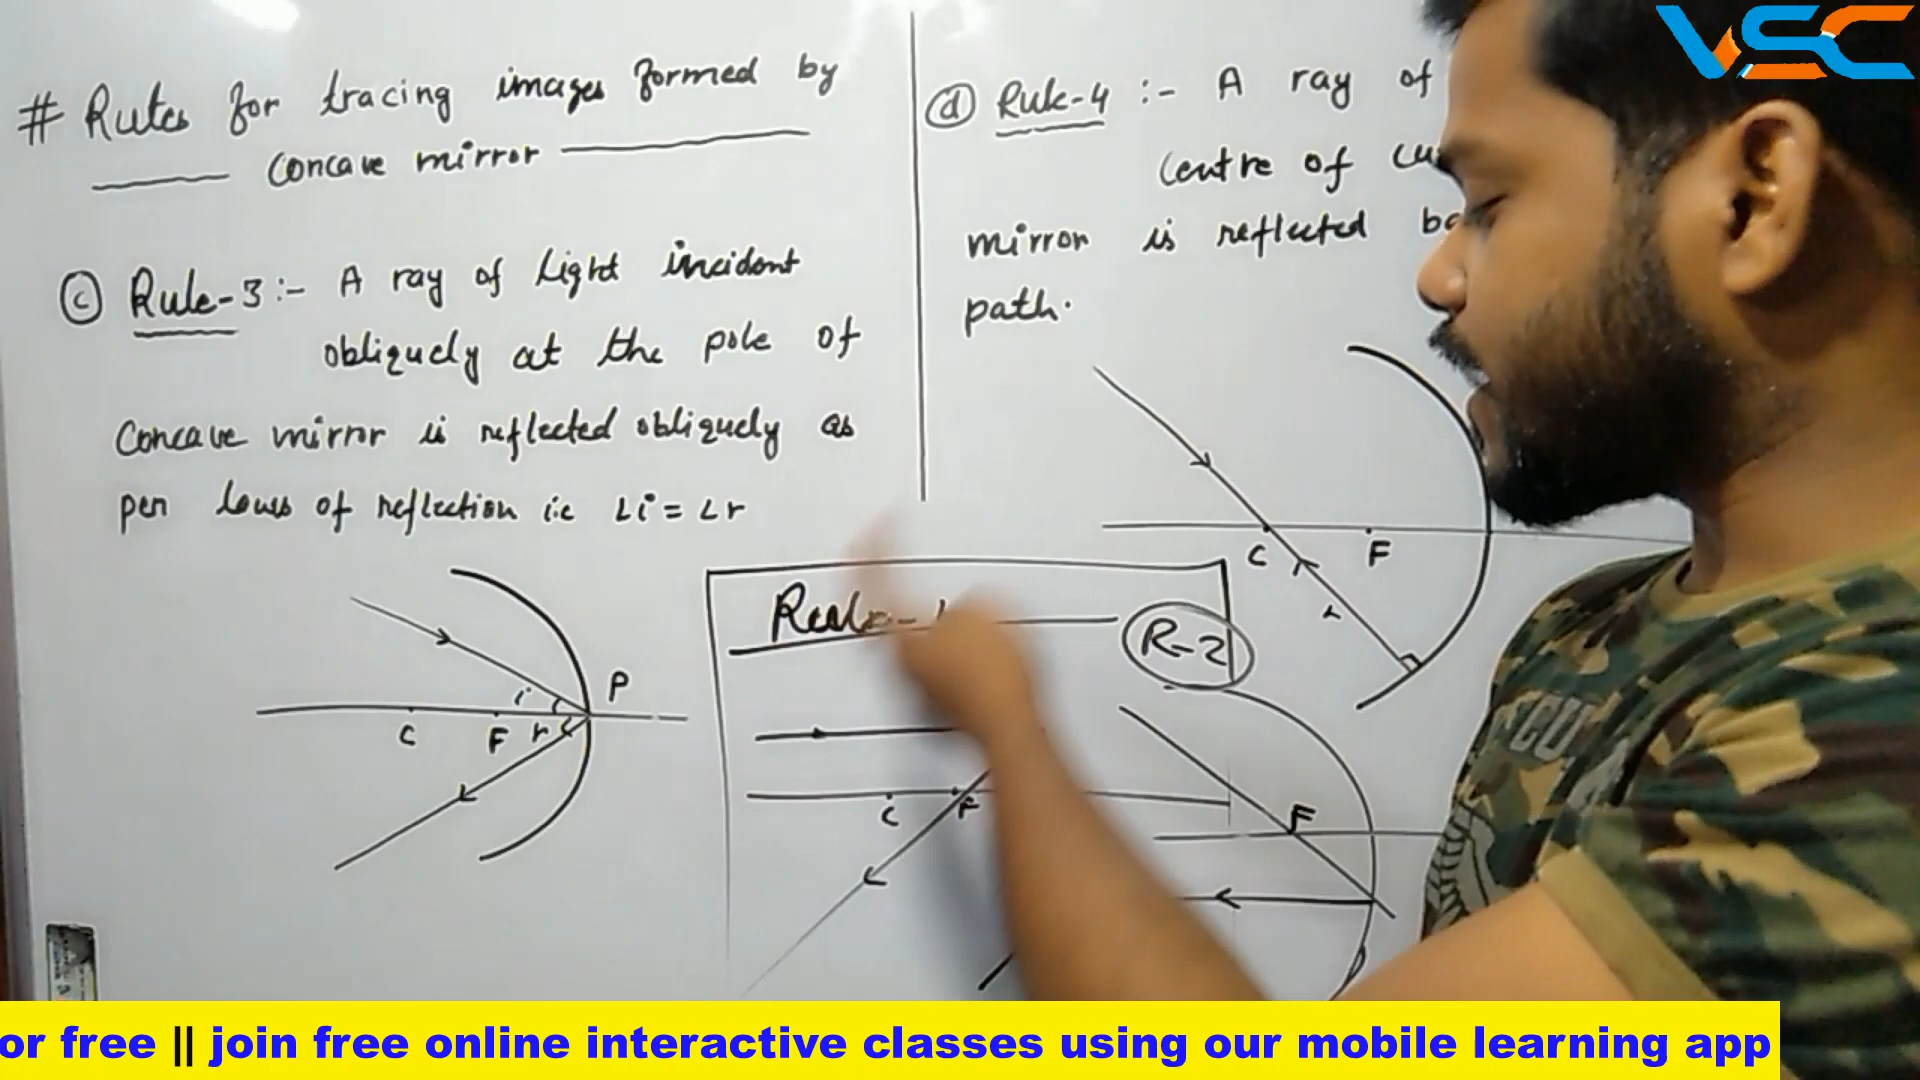 # Rules for tracing images formed by
concave mirror
(c) Rule-3 :- A ray of light incident
obliquely at the pole of
Concave mirror is reflected obliquely as
per laws of reflection i.e ∠i = ∠r
(d) Rule-4 :- A ray of
Centre of
mirror is reflected
path.
C F
r
i P
C F r
R-2
C F
F
VSC
or free || join free online interactive classes using our mobile learning app